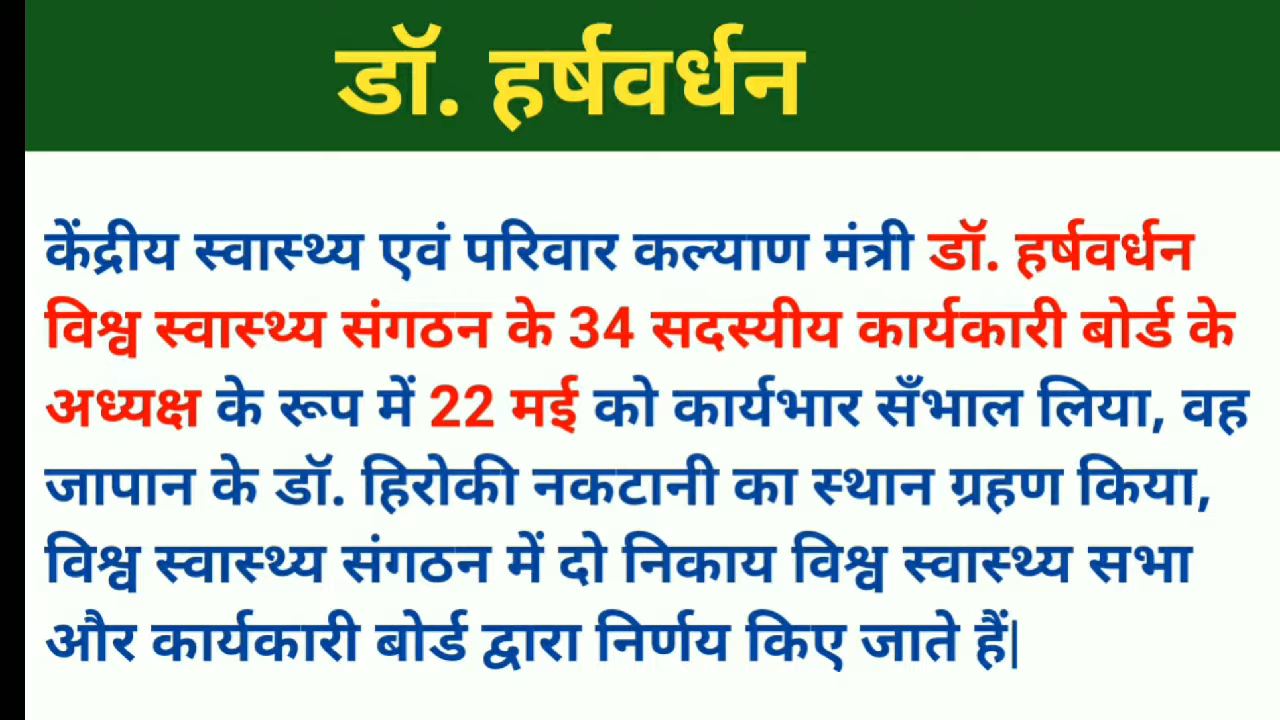 डॉ. हर्षवर्धन
केंद्रीय स्वास्थ्य एवं परिवार कल्याण मंत्री डॉ. हर्षवर्धन
विश्व स्वास्थ्य संगठन के 34 सदस्यीय कार्यकारी बोर्ड के
अध्यक्ष के रूप में 22 मई को कार्यभार सँभाल लिया, वह
जापान के डॉ. हिरोकी नकटानी का स्थान ग्रहण किया,
विश्व स्वास्थ्य संगठन में दो निकाय विश्व स्वास्थ्य सभा
और कार्यकारी बोर्ड द्वारा निर्णय किए जाते हैं|